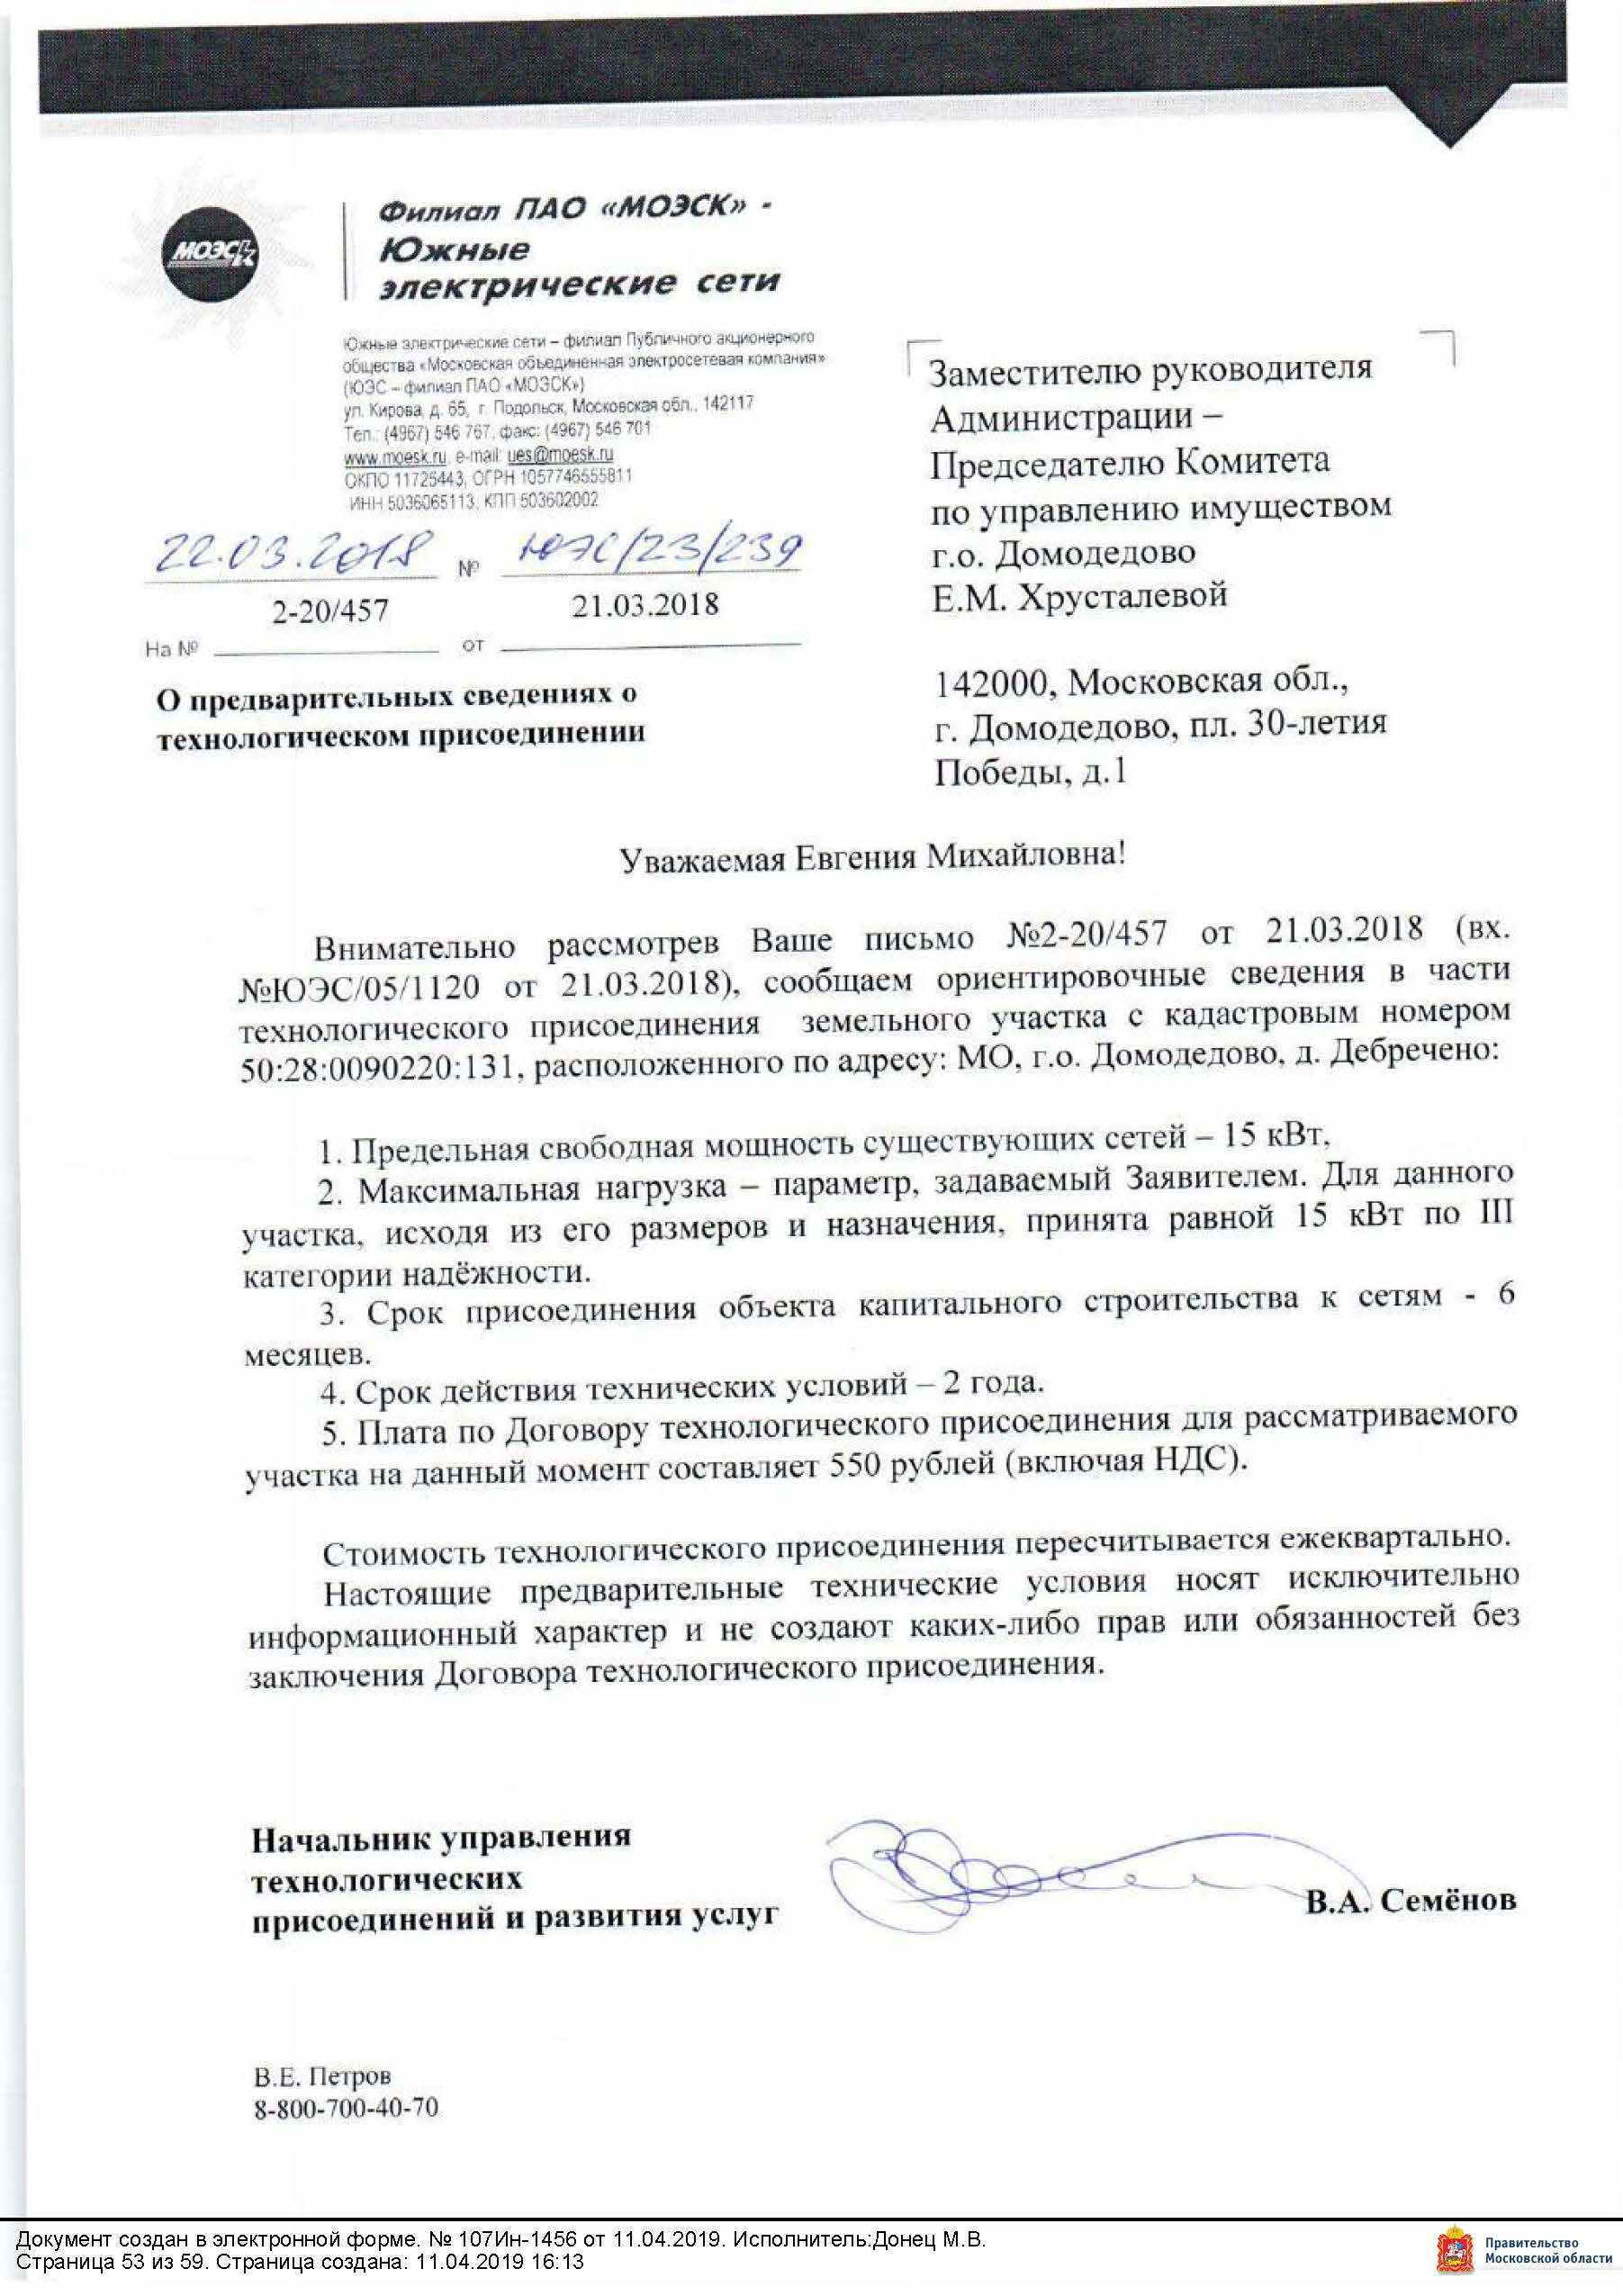 МОЭСК
Филиал ПАО «МОЭСК» -
Южные
электрические сети
Южные электрические сети – филиал Публичного акционерного
общества «Московская объединенная электросетевая компания»
(ЮЭС – филиал ПАО «МОЭСК»)
ул. Кирова, д. 65, г. Подольск, Московская обл., 142117
Тел.: (4967) 546 767, факс: (4967) 546 701
www.moesk.ru, e-mail: ues@moesk.ru
ОКПО 11725443, ОГРН 1057746555811
ИНН 5036065113, КПП 503602002
22.03.2018 № ЮЭС/23/239
2-20/457 21.03.2018
На № от
О предварительных сведениях о
технологическом присоединении
Заместителю руководителя
Администрации –
Председателю Комитета
по управлению имуществом
г.о. Домодедово
Е.М. Хрусталевой
142000, Московская обл.,
г. Домодедово, пл. 30-летия
Победы, д.1
Уважаемая Евгения Михайловна!
Внимательно рассмотрев Ваше письмо №2-20/457 от 21.03.2018 (вх.
№ЮЭС/05/1120 от 21.03.2018), сообщаем ориентировочные сведения в части
технологического присоединения земельного участка с кадастровым номером
50:28:0090220:131, расположенного по адресу: МО, г.о. Домодедово, д. Дебречено:
1. Предельная свободная мощность существующих сетей – 15 кВт,
2. Максимальная нагрузка – параметр, задаваемый Заявителем. Для данного
участка, исходя из его размеров и назначения, принята равной 15 кВт по III
категории надёжности.
3. Срок присоединения объекта капитального строительства к сетям - 6
месяцев.
4. Срок действия технических условий – 2 года.
5. Плата по Договору технологического присоединения для рассматриваемого
участка на данный момент составляет 550 рублей (включая НДС).
Стоимость технологического присоединения пересчитывается ежеквартально.
Настоящие предварительные технические условия носят исключительно
информационный характер и не создают каких-либо прав или обязанностей без
заключения Договора технологического присоединения.
Начальник управления
технологических
присоединений и развития услуг
В.А. Семёнов
В.Е. Петров
8-800-700-40-70
Документ создан в электронной форме. № 107Ин-1456 от 11.04.2019. Исполнитель:Донец М.В.
Страница 53 из 59. Страница создана: 11.04.2019 16:13
Правительство
Московской области